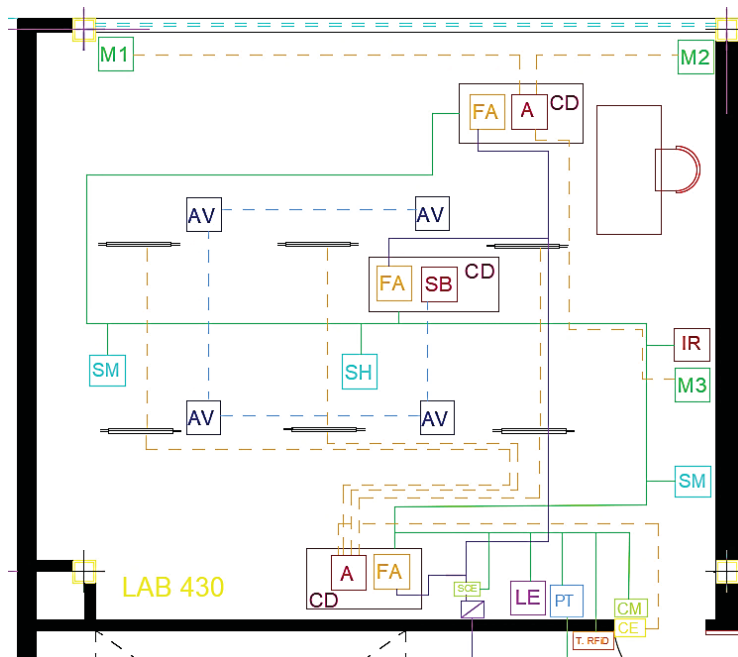 M1
M2
FA
A
CD
AV
AV
FA
SB
CD
IR
SM
SH
M3
AV
AV
SM
A
FA
CD
SCE
LE
PT
CM
CE
T. RFID
LAB 430